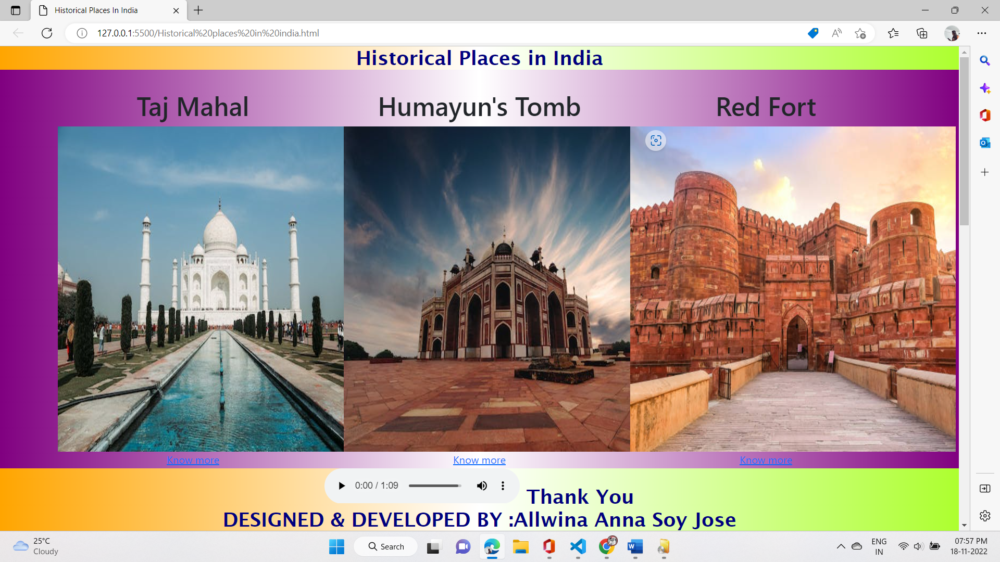 Historical Places In India
127.0.0.1:5500/Historical%20places%20in%20india.html
Historical Places in India
Taj Mahal Humayun's Tomb Red Fort
Know more Know more Know more
0:00 / 1:09
Thank You
DESIGNED & DEVELOPED BY :Allwina Anna Soy Jose
25°C
Cloudy
Search
ENG
IN
07:57 PM
18-11-2022